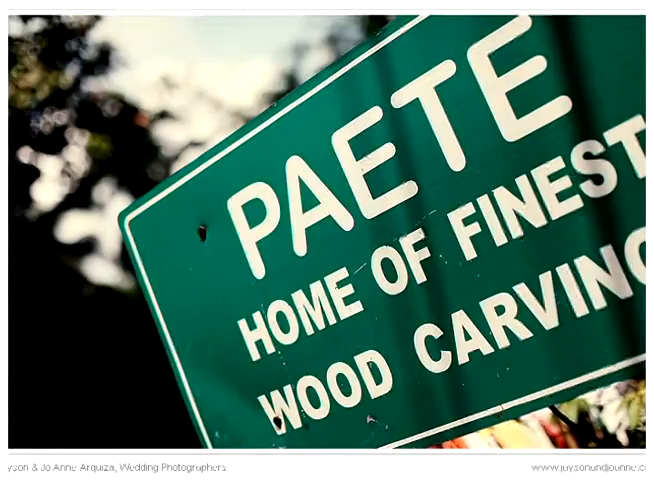 PAETE
HOME OF FINEST
WOOD CARVING
yson & Jo Anne Arquiza, Wedding Photographers